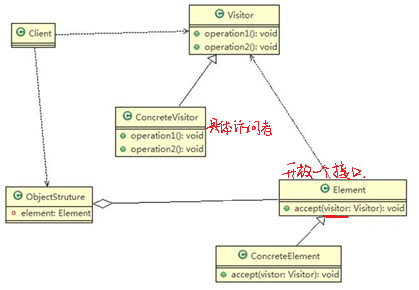 Visitor
operation1(): void
operation2(): void
Client
ConcreteVisitor
operation1(): void
operation2(): void
具体访问者
开放一个接口
ObjectStruture
element: Element
Element
accept(visitor: Visitor): void
ConcreteElement
accept(vistor: Visitor): void